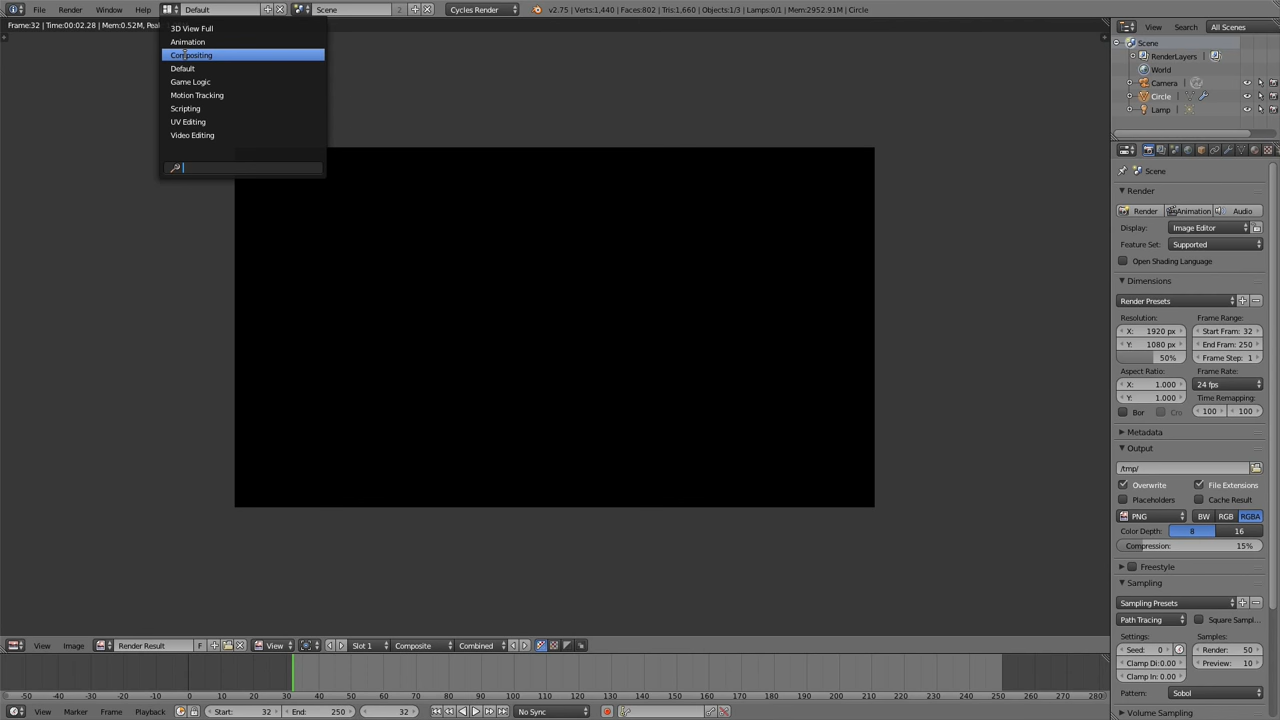 File Render Window Help Default Scene 2 Cycles Render v2.75 | Verts:1,440 | Faces:802 | Tris:1,660 | Objects:1/3 | Lamps:0/1 | Mem:2952.91M | Circle
Frame:32 | Time:00:02.28 | Mem:0.52M, Peal
3D View Full
Animation
Compositing
Default
Game Logic
Motion Tracking
Scripting
UV Editing
Video Editing
View Search All Scenes
Scene
RenderLayers
World
Camera
Circle
Lamp
Scene
Render
Render Animation Audio
Display: Image Editor
Feature Set: Supported
Open Shading Language
Dimensions
Render Presets
Resolution: Frame Range:
X: 1920 px Start Fram: 32
Y: 1080 px End Fram: 250
50% Frame Step: 1
Aspect Ratio: Frame Rate:
X: 1.000 24 fps
Y: 1.000 Time Remapping:
Bor Cro 100 100
Metadata
Output
/tmp/
Overwrite File Extensions
Placeholders Cache Result
PNG BW RGB RGBA
Color Depth: 8 16
Compression: 15%
Freestyle
Sampling
Sampling Presets
Path Tracing Square Sampl...
Settings: Samples:
Seed: 0 Render: 50
Clamp Di:0.00 Preview: 10
Clamp In: 0.00
Pattern: Sobol
Volume Sampling
View Image Render Result F View Slot 1 Composite Combined
-50 -40 -30 -20 -10 0 10 20 30 40 50 60 70 80 90 100 110 120 130 140 150 160 170 180 190 200 210 220 230 240 250 260 270 280
View Marker Frame Playback Start: 32 End: 250 32 No Sync